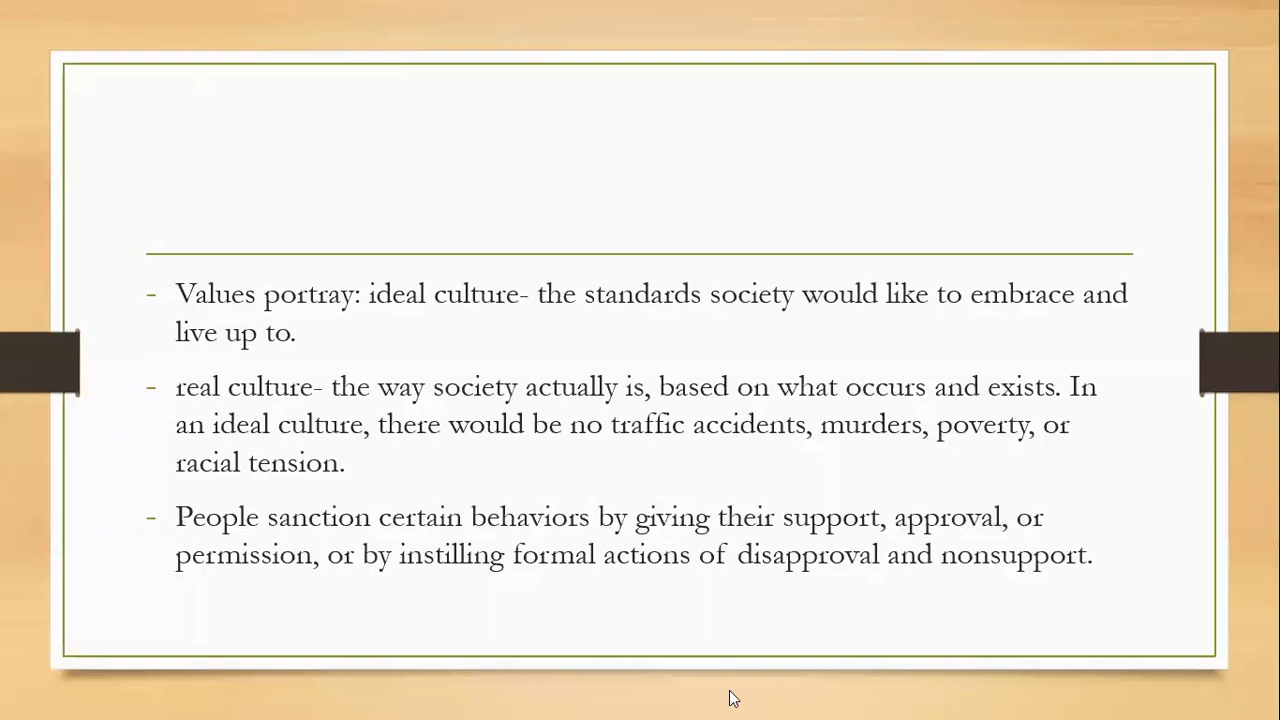 - Values portray: ideal culture- the standards society would like to embrace and
live up to.
- real culture- the way society actually is, based on what occurs and exists. In
an ideal culture, there would be no traffic accidents, murders, poverty, or
racial tension.
- People sanction certain behaviors by giving their support, approval, or
permission, or by instilling formal actions of disapproval and nonsupport.